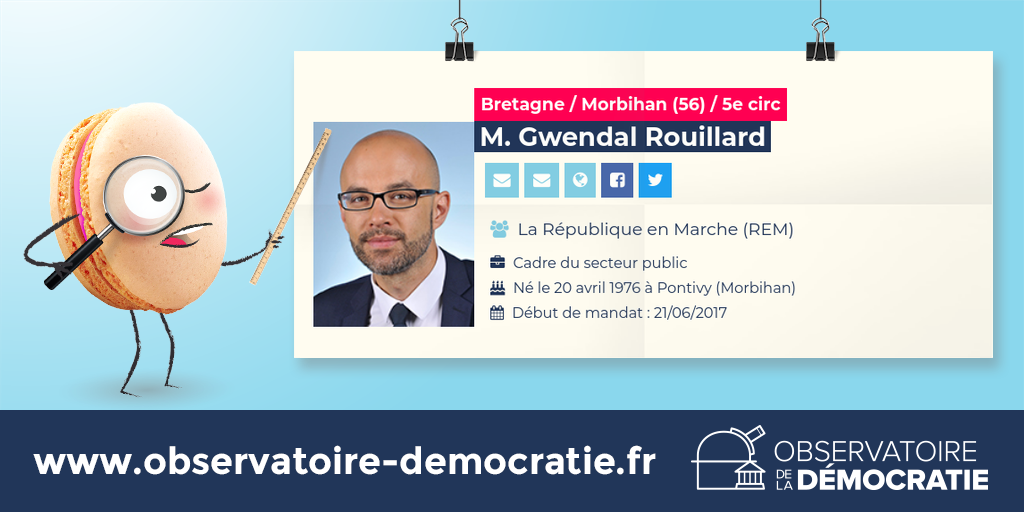 Bretagne / Morbihan (56) / 5e circ
M. Gwendal Rouillard
La République en Marche (REM)
Cadre du secteur public
Né le 20 avril 1976 à Pontivy (Morbihan)
Début de mandat : 21/06/2017
www.observatoire-democratie.fr
OBSERVATOIRE
DE LA DÉMOCRATIE